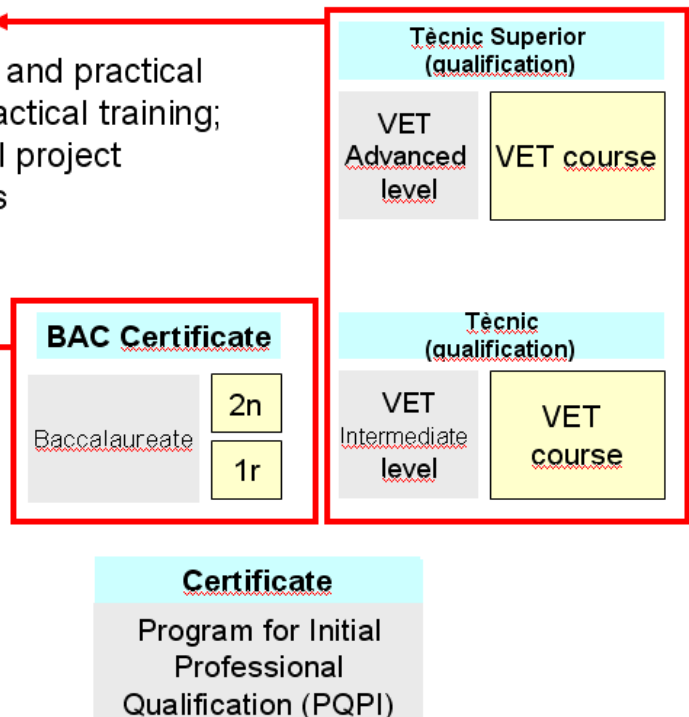 and practical
actical training;
l project
s
Tècnic Superior
(qualification)
VET
Advanced
level
VET course
BAC Certificate
Baccalaureate
2n
1r
Tècnic
(qualification)
VET
Intermediate
level
VET
course
Certificate
Program for Initial
Professional
Qualification (PQPI)